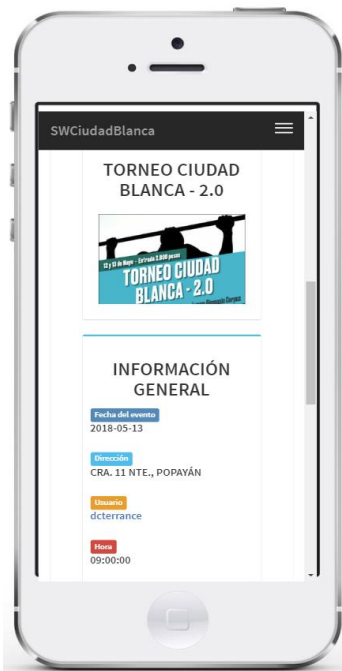 SWCiudadBlanca
TORNEO CIUDAD
BLANCA - 2.0
12 y 13 de Mayo - Entrada 2.000 pesos
TORNEO CIUDAD
BLANCA - 2.0
INFORMACIÓN
GENERAL
Fecha del evento
2018-05-13
Dirección
CRA. 11 NTE., POPAYÁN
Usuario
dcterrance
Hora
09:00:00